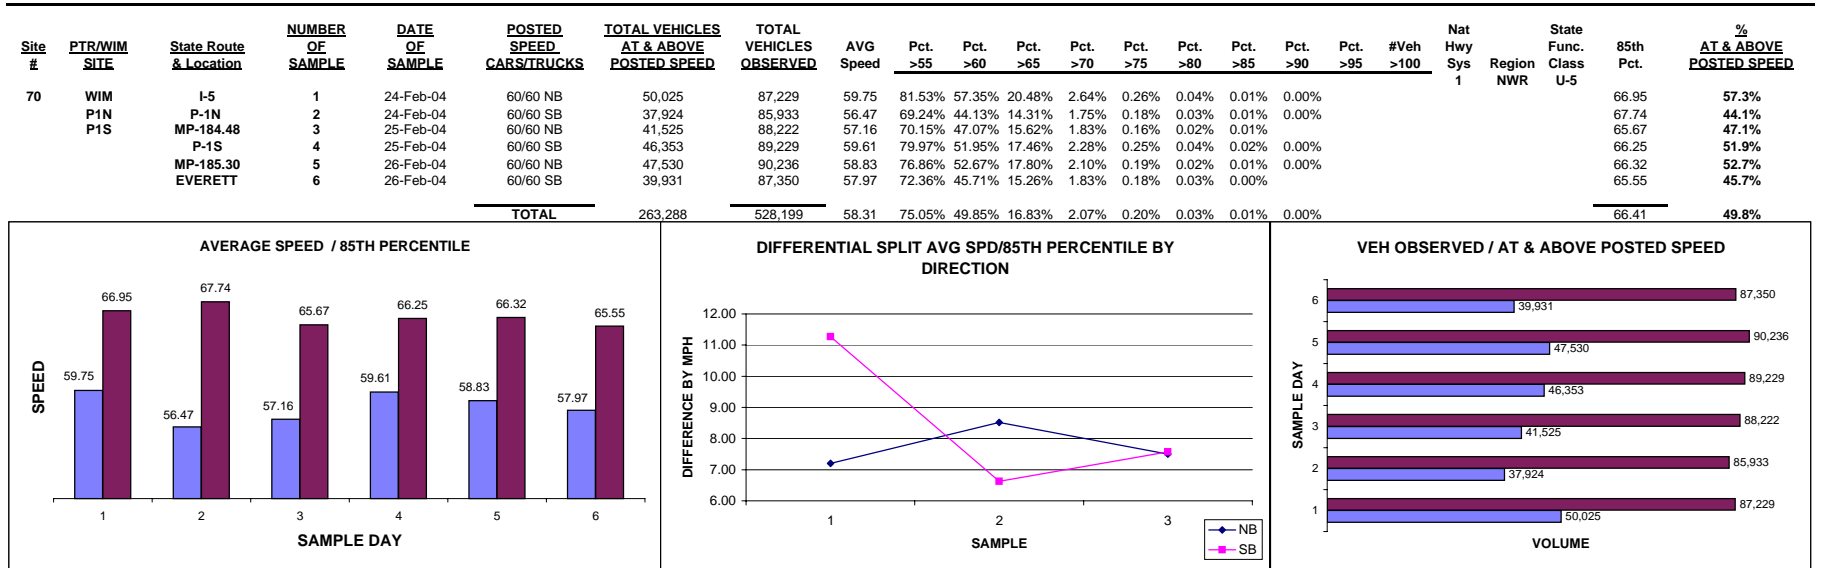 Site # PTR/WIM SITE State Route & Location NUMBER OF SAMPLE DATE OF SAMPLE POSTED SPEED CARS/TRUCKS TOTAL VEHICLES AT & ABOVE POSTED SPEED TOTAL VEHICLES OBSERVED AVG Speed Pct. >55 Pct. >60 Pct. >65 Pct. >70 Pct. >75 Pct. >80 Pct. >85 Pct. >90 Pct. >95 #Veh >100 Nat Hwy Sys Region State Func. Class 85th Pct. % AT & ABOVE POSTED SPEED
1 NWR U-5
70 WIM I-5 1 24-Feb-04 60/60 NB 50,025 87,229 59.75 81.53% 57.35% 20.48% 2.64% 0.26% 0.04% 0.01% 0.00% 66.95 57.3%
P1N P-1N 2 24-Feb-04 60/60 SB 37,924 85,933 56.47 69.24% 44.13% 14.31% 1.75% 0.18% 0.03% 0.01% 0.00% 67.74 44.1%
P1S MP-184.48 3 25-Feb-04 60/60 NB 41,525 88,222 57.16 70.15% 47.07% 15.62% 1.83% 0.16% 0.02% 0.01% 65.67 47.1%
P-1S 4 25-Feb-04 60/60 SB 46,353 89,229 59.61 79.97% 51.95% 17.46% 2.28% 0.25% 0.04% 0.02% 0.00% 66.25 51.9%
MP-185.30 5 26-Feb-04 60/60 NB 47,530 90,236 58.83 76.86% 52.67% 17.80% 2.10% 0.19% 0.02% 0.01% 0.00% 66.32 52.7%
EVERETT 6 26-Feb-04 60/60 SB 39,931 87,350 57.97 72.36% 45.71% 15.26% 1.83% 0.18% 0.03% 0.00% 65.55 45.7%
TOTAL 263,288 528,199 58.31 75.05% 49.85% 16.83% 2.07% 0.20% 0.03% 0.01% 0.00% 66.41 49.8%
AVERAGE SPEED / 85TH PERCENTILE
SPEED
59.75 66.95 56.47 67.74 57.16 65.67 59.61 66.25 58.83 66.32 57.97 65.55
1 2 3 4 5 6
SAMPLE DAY
DIFFERENTIAL SPLIT AVG SPD/85TH PERCENTILE BY
DIRECTION
DIFFERENCE BY MPH
12.00
11.00
10.00
9.00
8.00
7.00
6.00
1 2 3
SAMPLE
NB
SB
VEH OBSERVED / AT & ABOVE POSTED SPEED
SAMPLE DAY
6 87,350
39,931
5 90,236
47,530
4 89,229
46,353
3 88,222
41,525
2 85,933
37,924
1 87,229
50,025
VOLUME